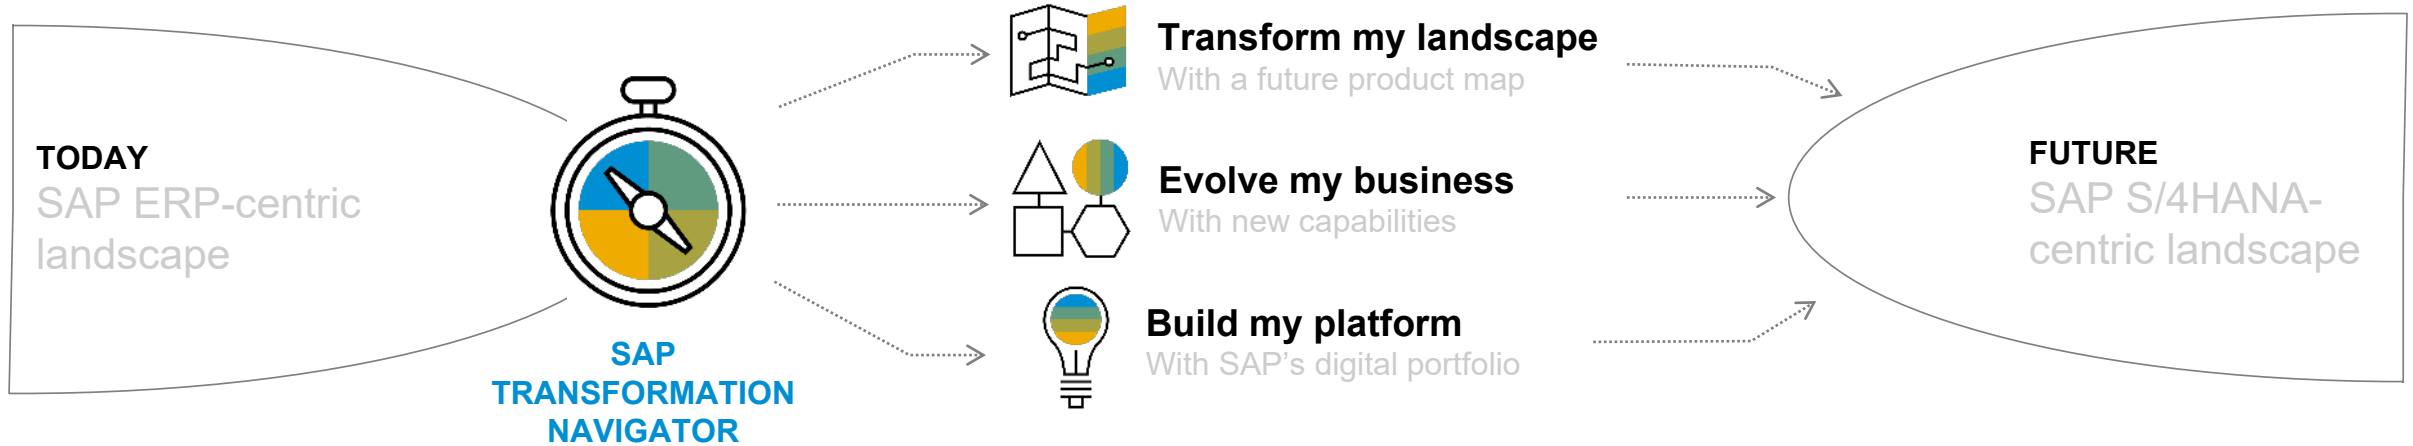 TODAY
SAP ERP-centric
landscape
SAP
TRANSFORMATION
NAVIGATOR
Transform my landscape
With a future product map
Evolve my business
With new capabilities
Build my platform
With SAP’s digital portfolio
FUTURE
SAP S/4HANA-
centric landscape